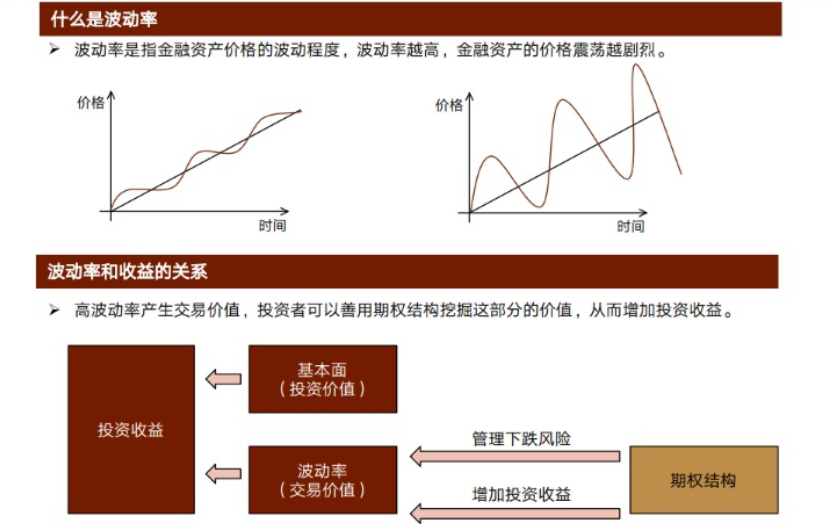 什么是波动率
➢ 波动率是指金融资产价格的波动程度，波动率越高，金融资产的价格震荡越剧烈。
价格
时间
价格
时间
波动率和收益的关系
➢ 高波动率产生交易价值，投资者可以善用期权结构挖掘这部分的价值，从而增加投资收益。
投资收益
基本面
（投资价值）
波动率
（交易价值）
管理下跌风险
增加投资收益
期权结构